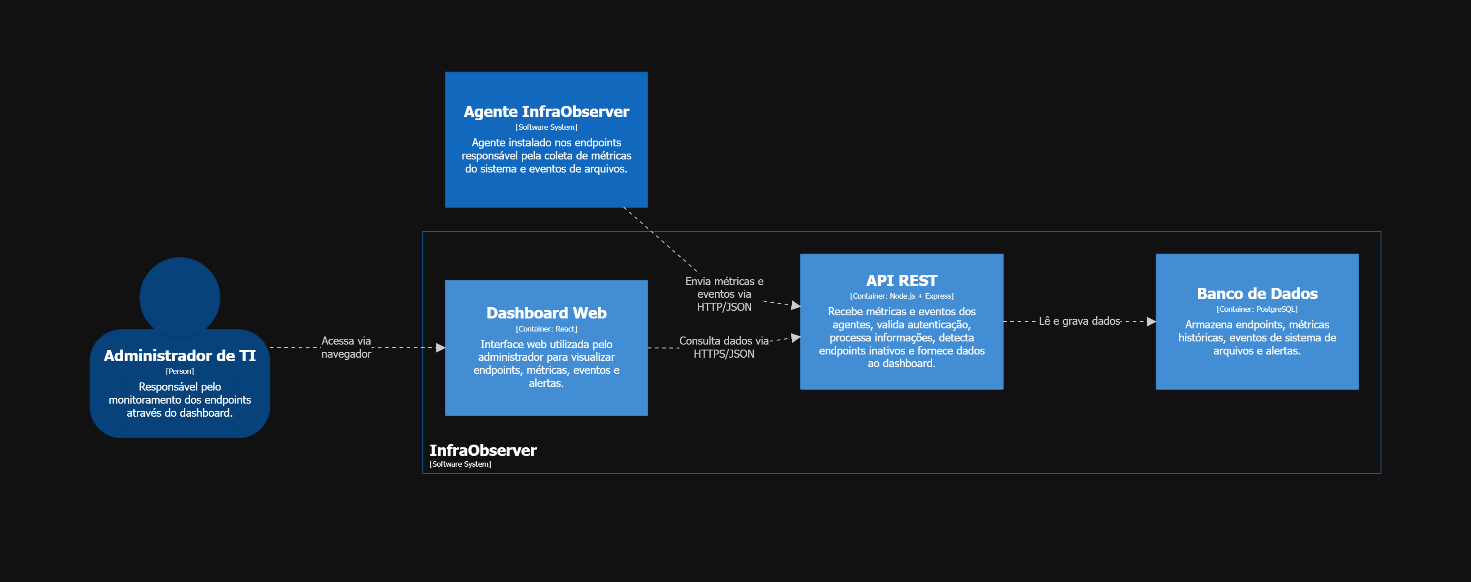 Agente InfraObserver
[Software System]
Agente instalado nos endpoints
responsável pela coleta de métricas
do sistema e eventos de arquivos.
Administrador de TI
[Person]
Responsável pelo
monitoramento dos endpoints
através do dashboard.
Acessa via
navegador
Dashboard Web
[Container: React]
Interface web utilizada pelo
administrador para visualizar
endpoints, métricas, eventos e
alertas.
Envia métricas e
eventos via
HTTP/JSON
Consulta dados via
HTTPS/JSON
API REST
[Container: Node.js + Express]
Recebe métricas e eventos dos
agentes, valida autenticação,
processa informações, detecta
endpoints inativos e fornece dados
ao dashboard.
Lê e grava dados
Banco de Dados
[Container: PostgreSQL]
Armazena endpoints, métricas
históricas, eventos de sistema de
arquivos e alertas.
InfraObserver
[Software System]